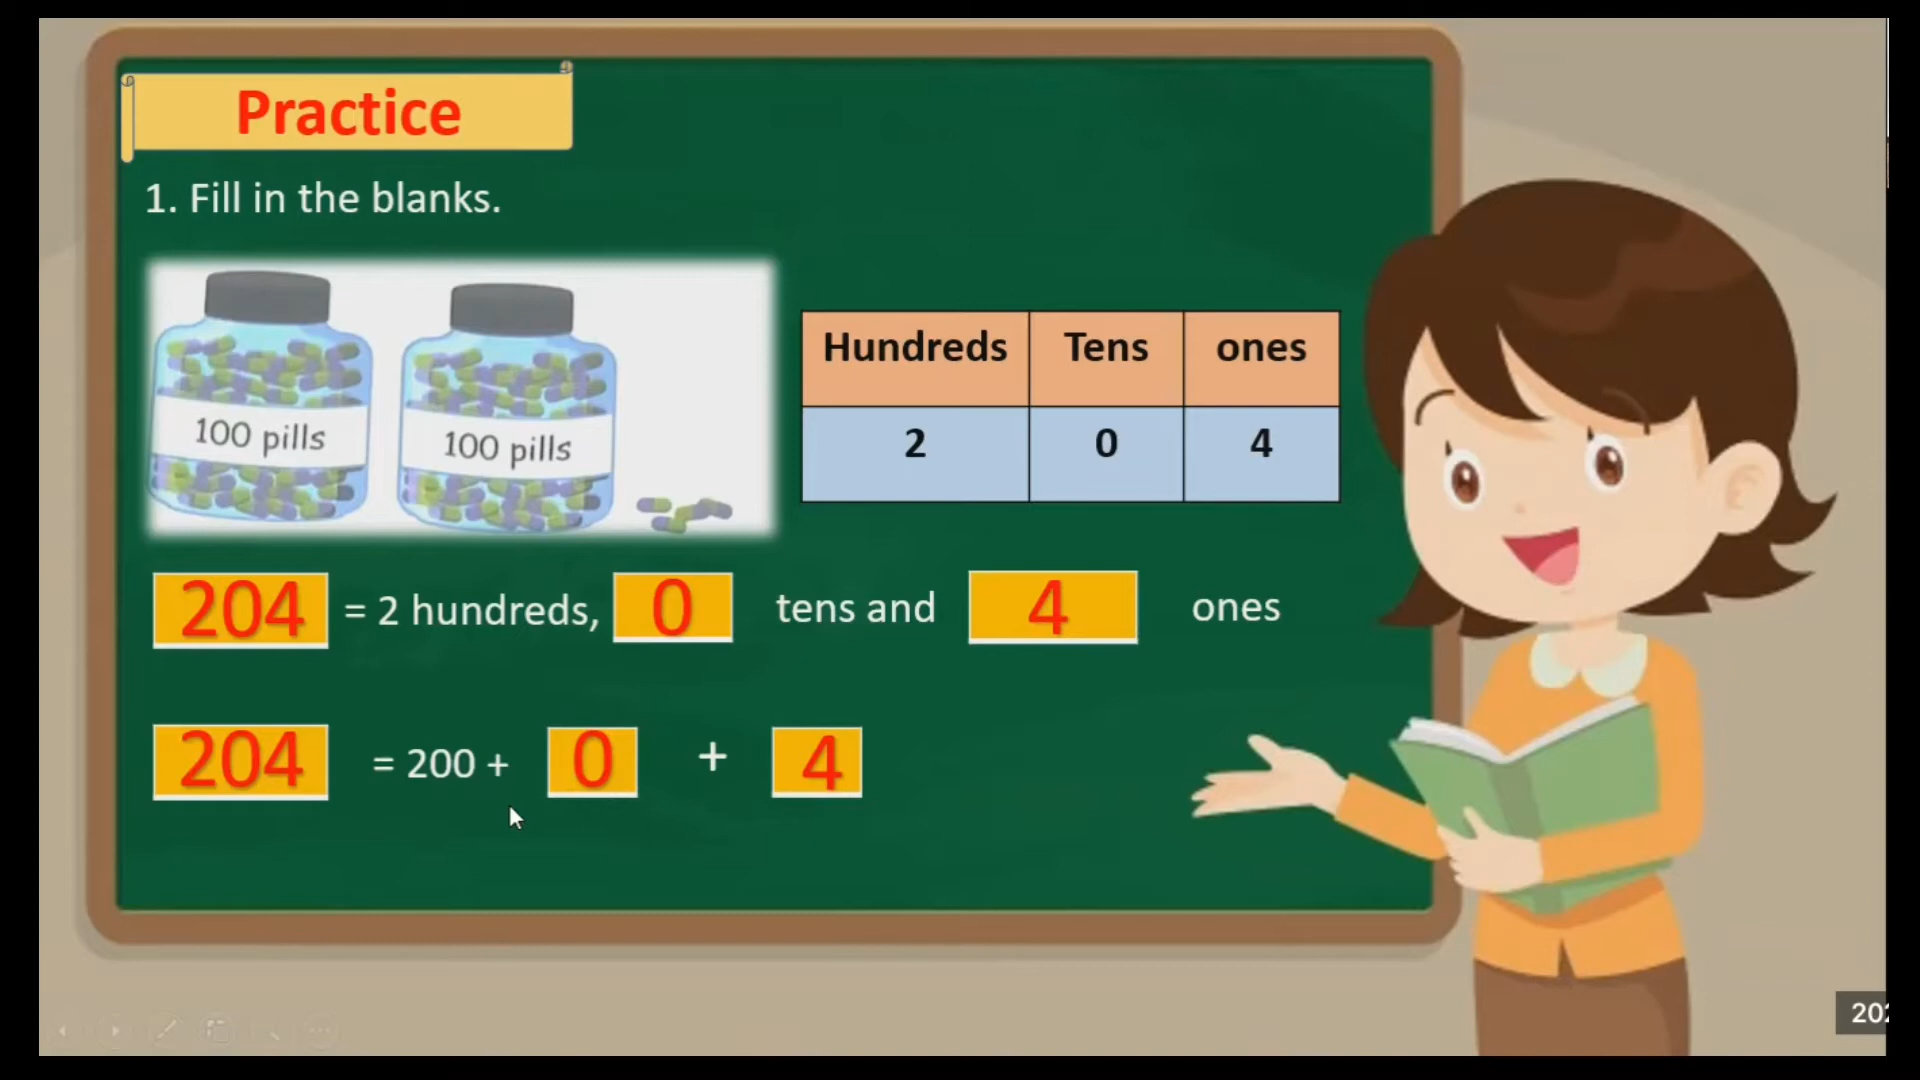 Practice
1. Fill in the blanks.
100 pills
100 pills
Hundreds Tens ones
2 0 4
204 = 2 hundreds, 0 tens and 4 ones
204 = 200 + 0 + 4